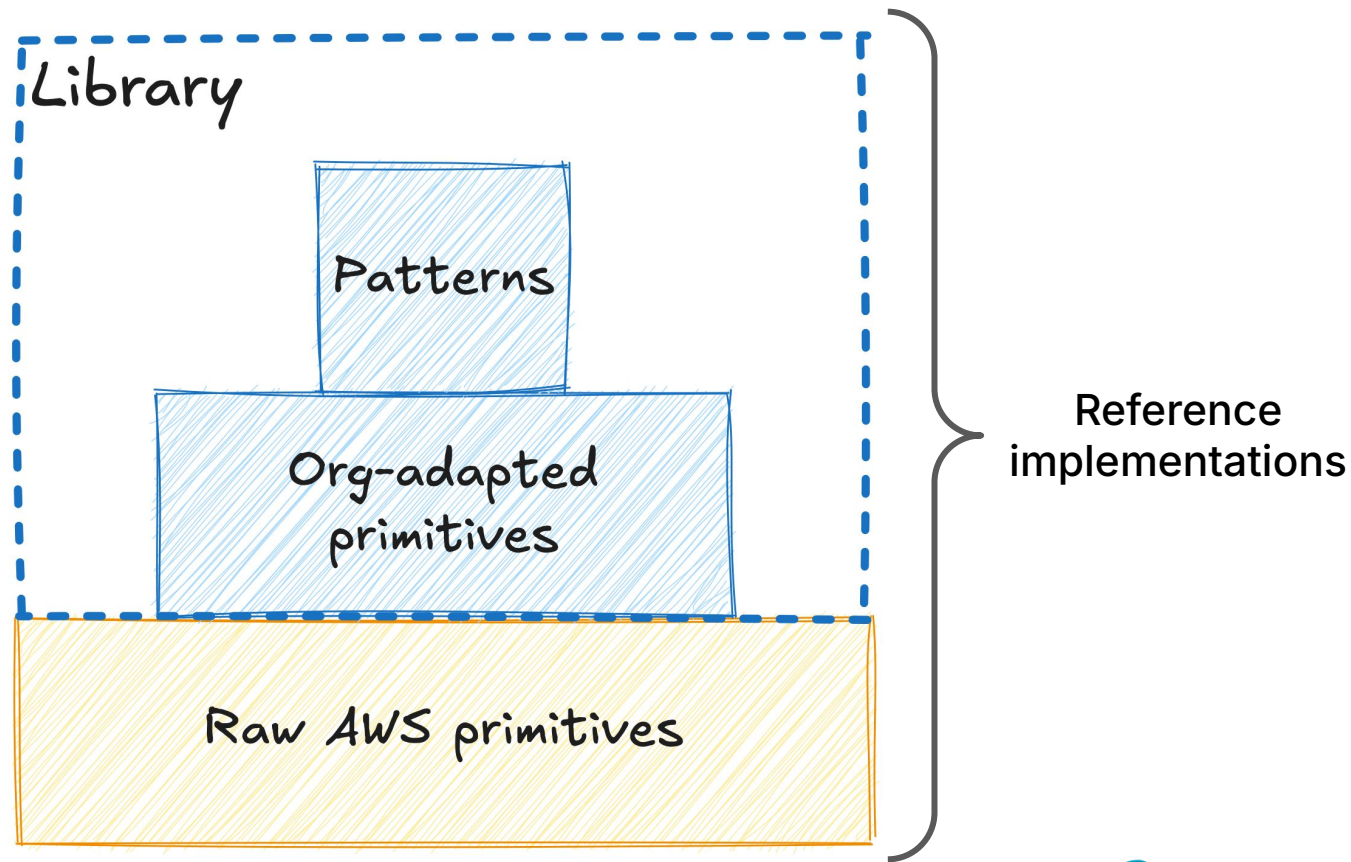 Library
Patterns
Org-adapted
primitives
Raw AWS primitives
Reference
implementations